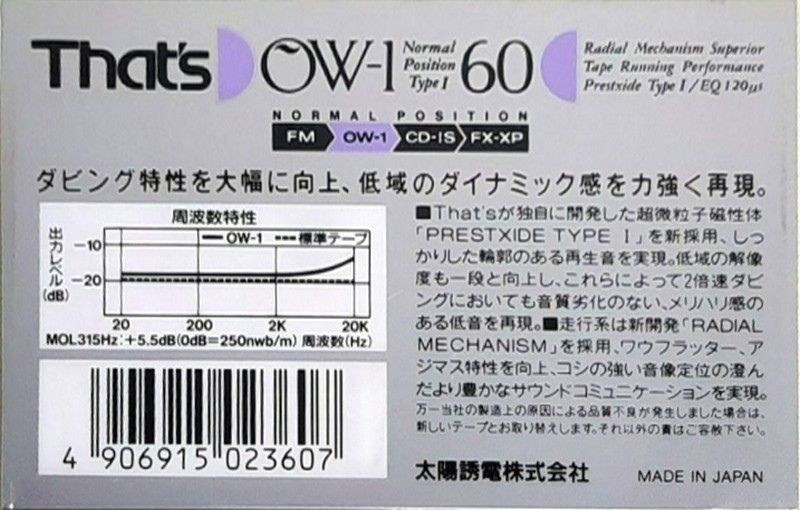 That's OW-1 Normal Position Type I 60
Radial Mechanism Superior
Tape Running Performance
Prestxide Type I / EQ 120μs
NORMAL POSITION
FM OW-1 CD-IS FX-XP
ダビング特性を大幅に向上、低域のダイナミック感を力強く再現。
周波数特性
出力レベル(dB)
OW-1 標準テープ
-10
-20
20 200 2K 20K
MOL315Hz:+5.5dB(0dB=250nwb/m) 周波数(Hz)
4 906915 023607
■That'sが独自に開発した超微粒子磁性体
「PRESTXIDE TYPE I」を新採用、しっ
かりした輪郭のある再生音を実現。低域の解像
度も一段と向上し、これらによって2倍速ダビ
ングにおいても音質劣化のない、メリハリ感の
ある低音を再現。■走行系は新開発「RADIAL
MECHANISM」を採用、ワウフラッター、ア
ジマス特性を向上、コシの強い音像定位の澄ん
だより豊かなサウンドコミュニケーションを実現。
万一当社の製造上の原因による品質不良が発生しました場合は、
新しいテープとお取り替えします。それ以外の責はご容赦下さい。
太陽誘電株式会社 MADE IN JAPAN